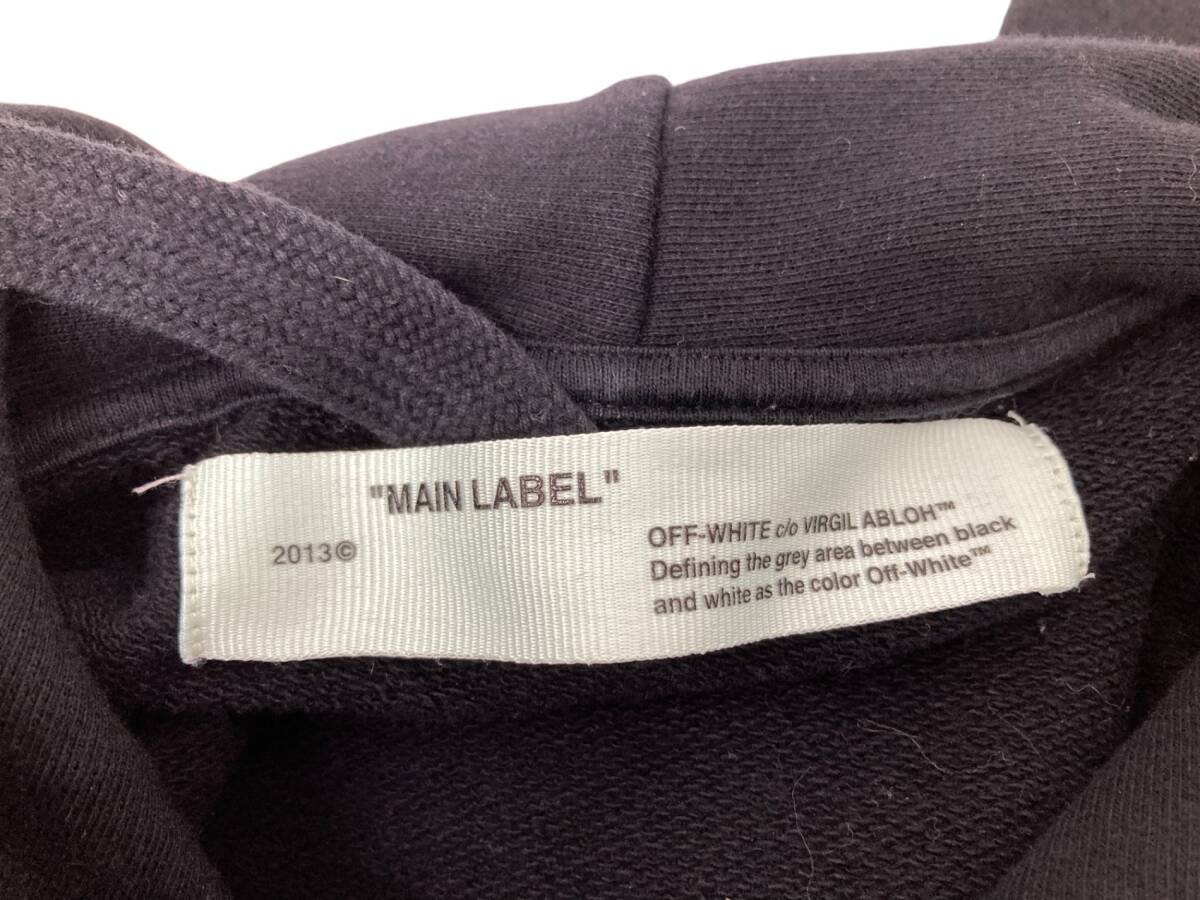 "MAIN LABEL"
2013©
OFF-WHITE c/o VIRGIL ABLOH™
Defining the grey area between black
and white as the color Off-White™